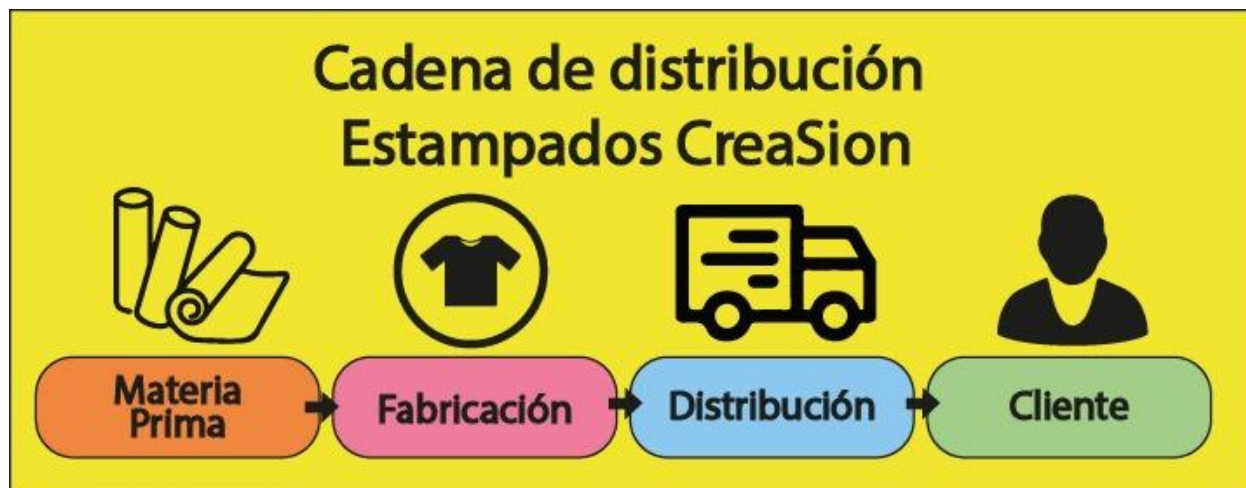 Cadena de distribución
Estampados CreaSion
Materia
Prima
Fabricación
Distribución
Cliente